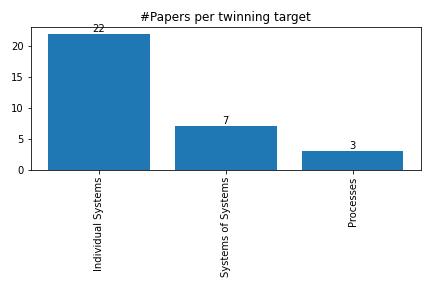 #Papers per twinning target
22
7
3
20
15
10
5
0
Individual Systems
Systems of Systems
Processes